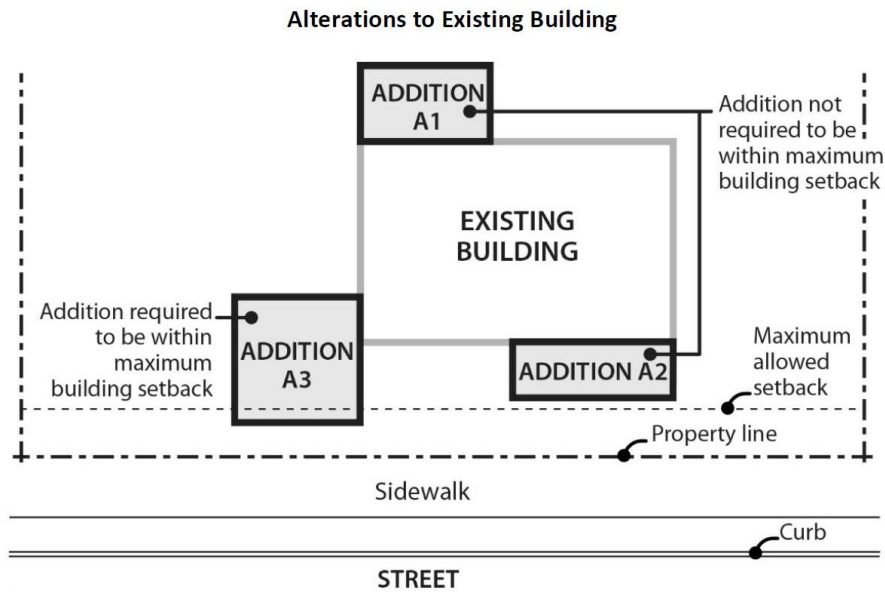 Alterations to Existing Building
ADDITION
A1
Addition not
required to be
within maximum
building setback
EXISTING
BUILDING
Addition required
to be within
maximum
building setback
ADDITION
A3
ADDITION A2
Maximum
allowed
setback
Property line
Sidewalk
Curb
STREET